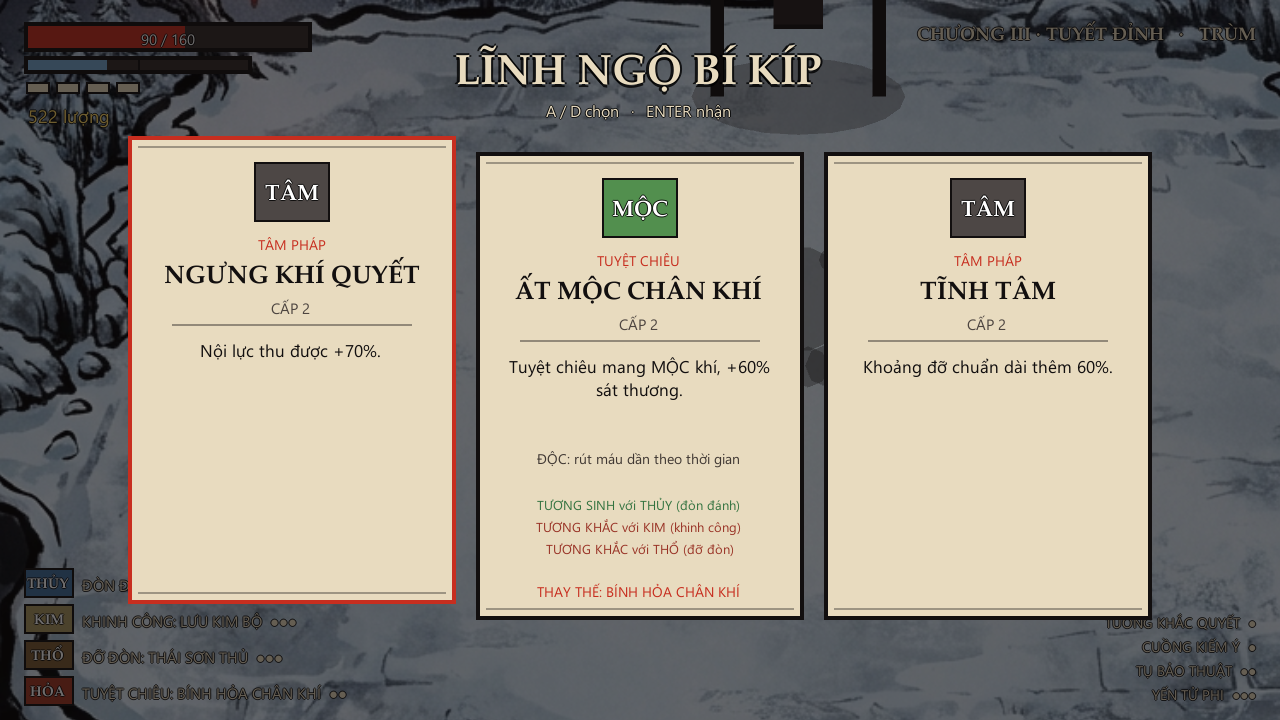 90 / 160
522 lượng
CHƯƠNG III · TUYẾT ĐỈNH · TRÙM
LĨNH NGỘ BÍ KÍP
A / D chọn · ENTER nhận
TÂM
TÂM PHÁP
NGƯNG KHÍ QUYẾT
CẤP 2
Nội lực thu được +70%.
MỘC
TUYỆT CHIÊU
ẤT MỘC CHÂN KHÍ
CẤP 2
Tuyệt chiêu mang MỘC khí, +60%
sát thương.
ĐỘC: rút máu dần theo thời gian
TƯƠNG SINH với THỦY (đòn đánh)
TƯƠNG KHẮC với KIM (khinh công)
TƯƠNG KHẮC với THỔ (đỡ đòn)
THAY THẾ: BÍNH HỎA CHÂN KHÍ
TÂM
TÂM PHÁP
TĨNH TÂM
CẤP 2
Khoảng đỡ chuẩn dài thêm 60%.
THỦY ĐÒN
KIM KHINH CÔNG: LƯU KIM BỘ
THỔ ĐỠ ĐÒN: THÁI SƠN THỦ
HỎA TUYỆT CHIÊU: BÍNH HỎA CHÂN KHÍ
TƯƠNG KHẮC QUYẾT
CUỒNG KIẾM Ý
TỤ BẢO THUẬT
YẾN TỬ PHI